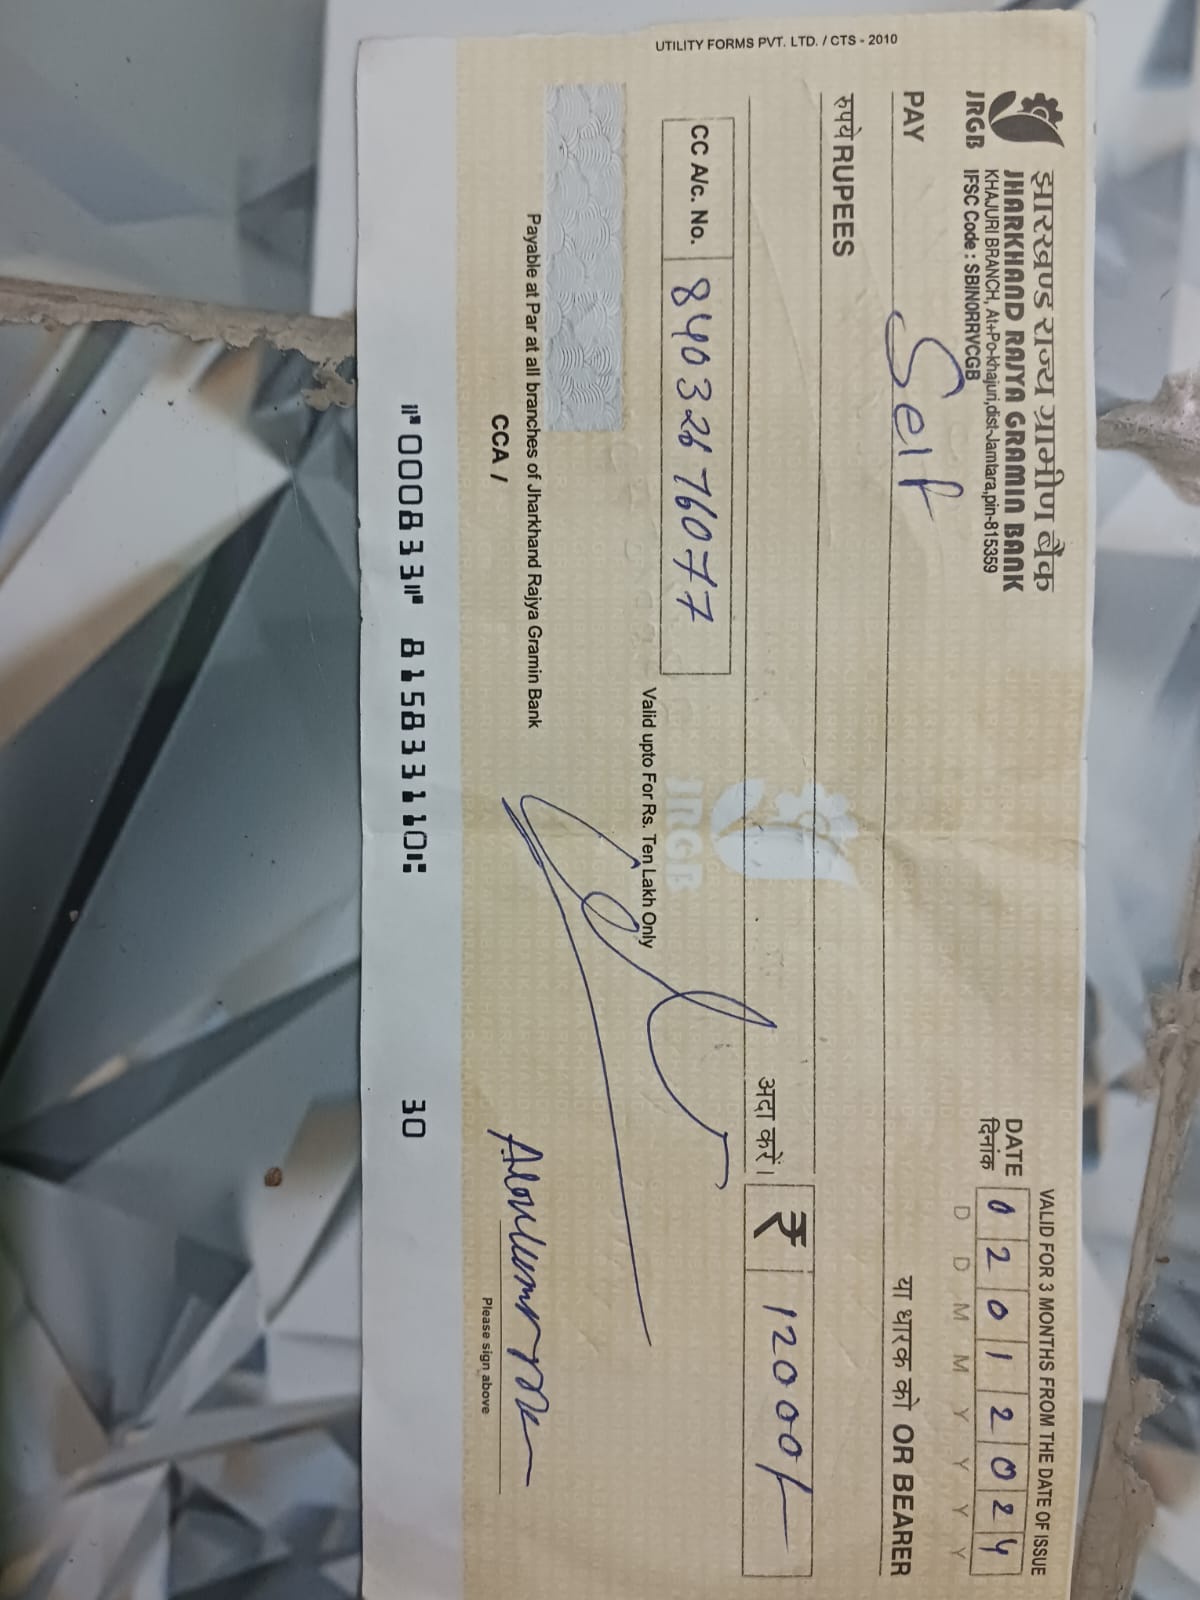 UTILITY FORMS PVT. LTD. / CTS - 2010
झारखण्ड राज्य ग्रामीण बैंक
JHARKHAND RAJYA GRAMIN BANK
JRGB
KHAJURI BRANCH, At+Po-khajuri,dist-Jamtara,pin-815359
IFSC Code : SBIN0RRVCGB
VALID FOR 3 MONTHS FROM THE DATE OF ISSUE
DATE
दिनांक 02012024
D D M M Y Y Y Y
PAY Self या धारक को OR BEARER
रुपये RUPEES
अदा करें। ₹ 12000/-
CC A/c. No. 84032676077
JRGB
Valid upto For Rs. Ten Lakh Only
Payable at Par at all branches of Jharkhand Rajya Gramin Bank
CCA /
Please sign above
⑈000833⑈ 815833110⑆ 30